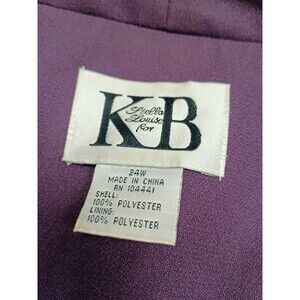 KB
Stella
Louise
for
24W
MADE IN CHINA
RN 104441
SHELL:
100% POLYESTER
LINING:
100% POLYESTER